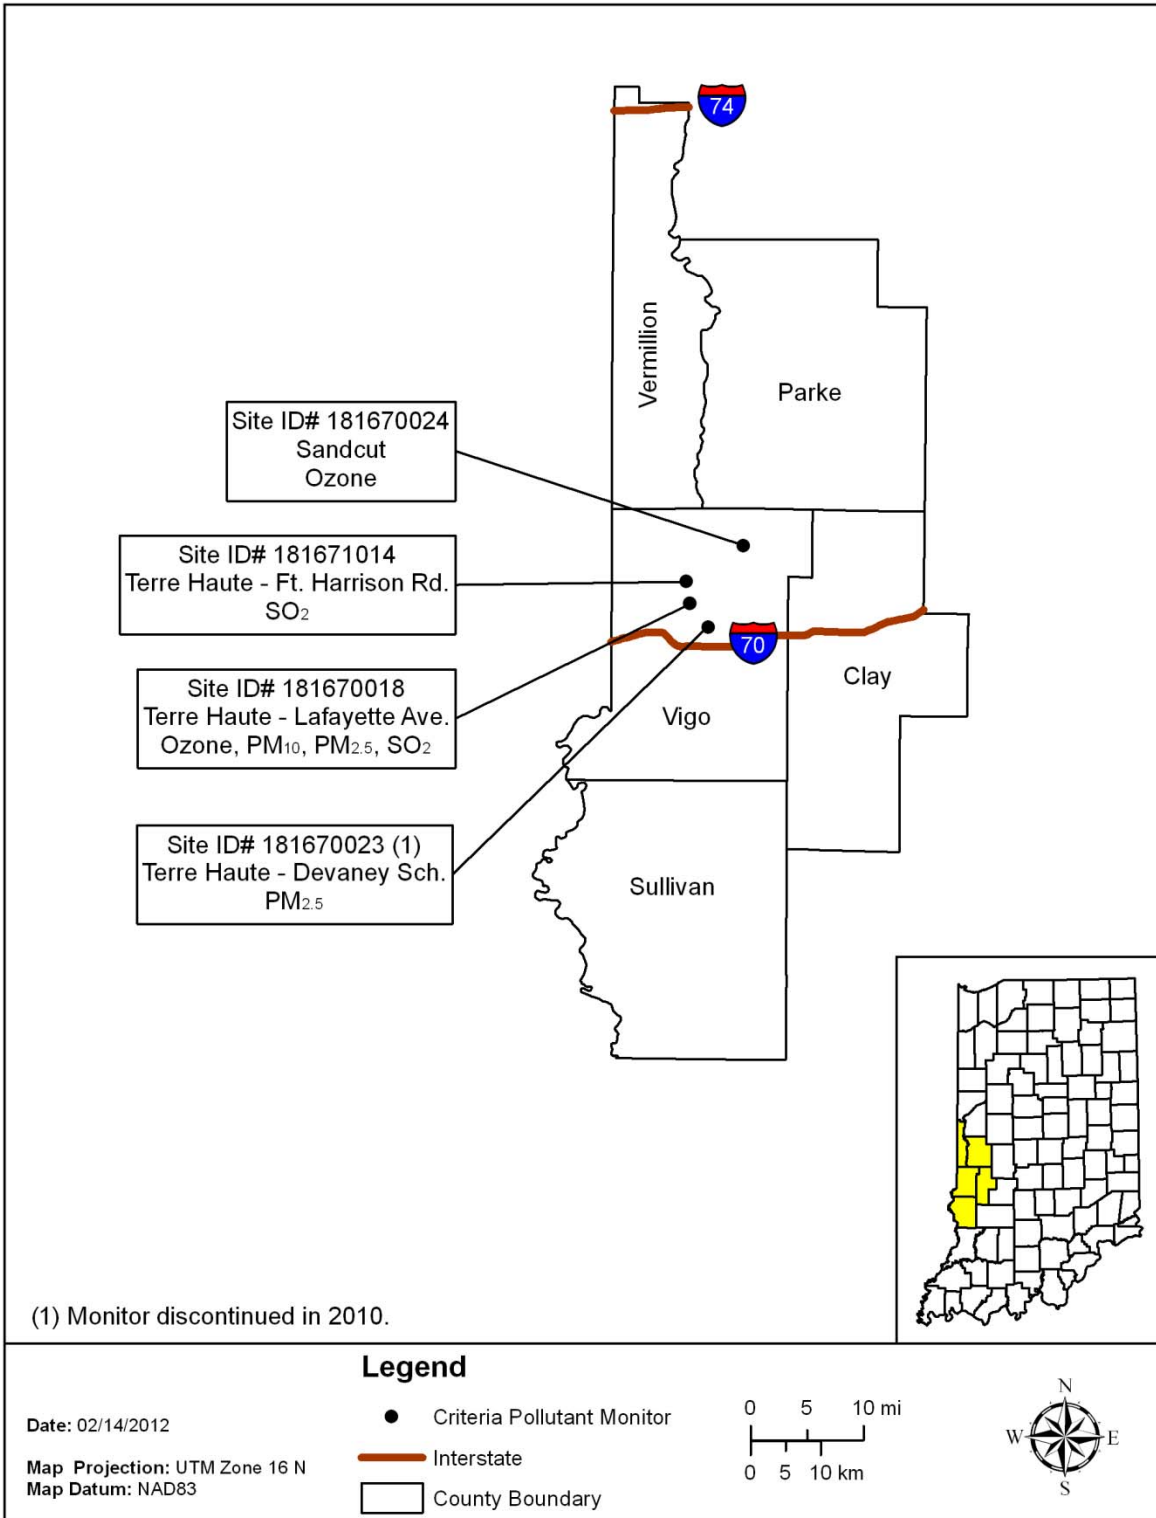 74
Vermillion
Parke
Site ID# 181670024
Sandcut
Ozone
Site ID# 181671014
Terre Haute - Ft. Harrison Rd.
SO₂
70
Clay
Site ID# 181670018
Terre Haute - Lafayette Ave.
Ozone, PM₁₀, PM₂.₅, SO₂
Vigo
Site ID# 181670023 (1)
Terre Haute - Devaney Sch.
PM₂.₅
Sullivan
(1) Monitor discontinued in 2010.
Legend
Criteria Pollutant Monitor
Interstate
County Boundary
Date: 02/14/2012
Map Projection: UTM Zone 16 N
Map Datum: NAD83
0 5 10 mi
0 5 10 km
N
W E
S